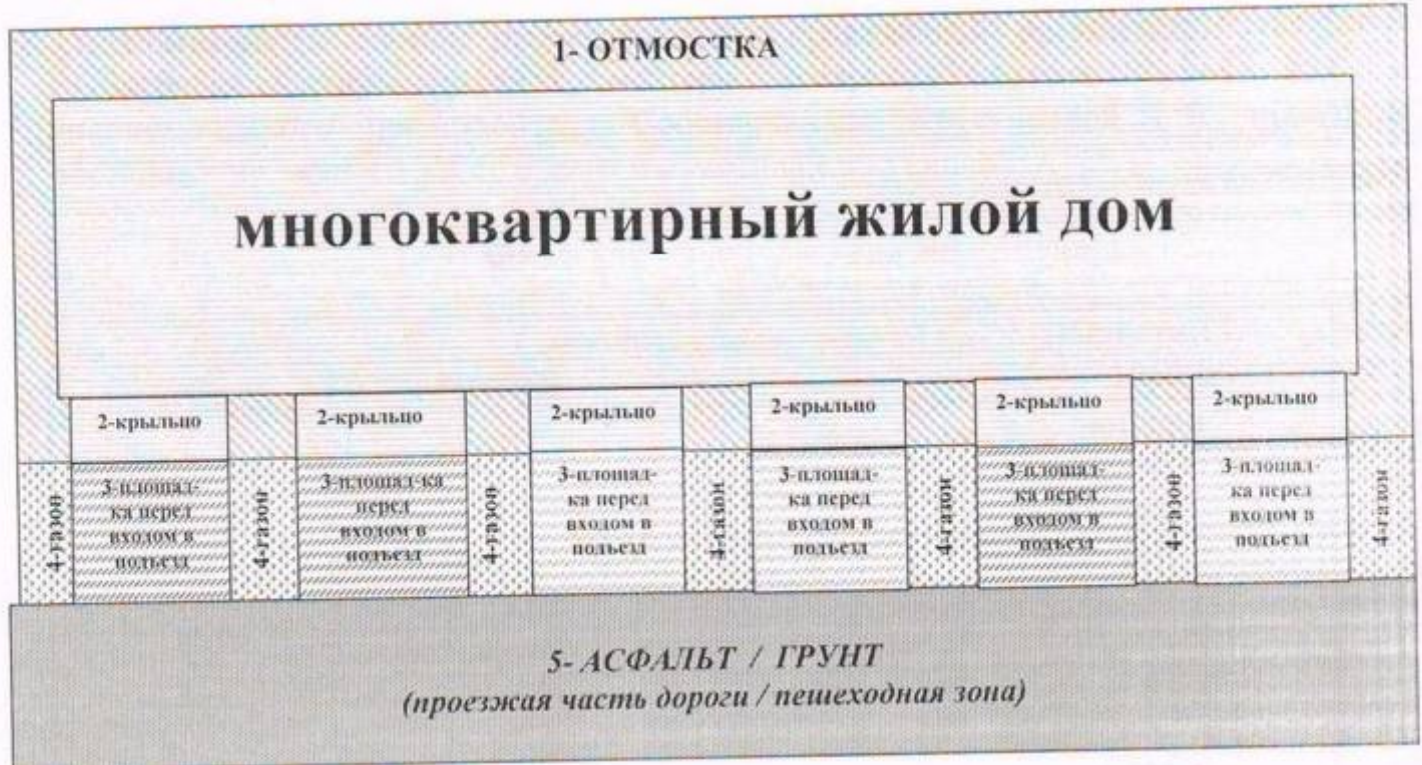 1- ОТМОСТКА
многоквартирный жилой дом
2-крыльцо
2-крыльцо
2-крыльцо
2-крыльцо
2-крыльцо
2-крыльцо
4-газон
3-площад-
ка перед
входом в
подъезд
4-газон
3-площад-ка
перед
входом в
подъезд
4-газон
3-площад-
ка перед
входом в
подъезд
4-газон
3-площад-
ка перед
входом в
подъезд
4-газон
3-площад-
ка перед
входом в
подъезд
4-газон
3-площад-
ка перед
входом в
подъезд
4-газон
5- АСФАЛЬТ / ГРУНТ
(проезжая часть дороги / пешеходная зона)